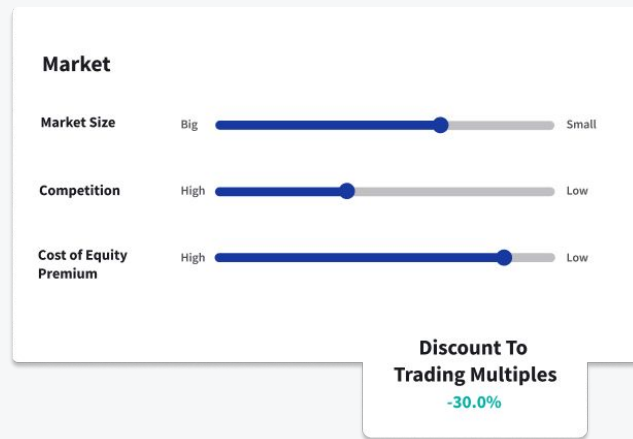 Market
Market Size Big Small
Competition High Low
Cost of Equity
Premium
High Low
Discount To
Trading Multiples
-30.0%